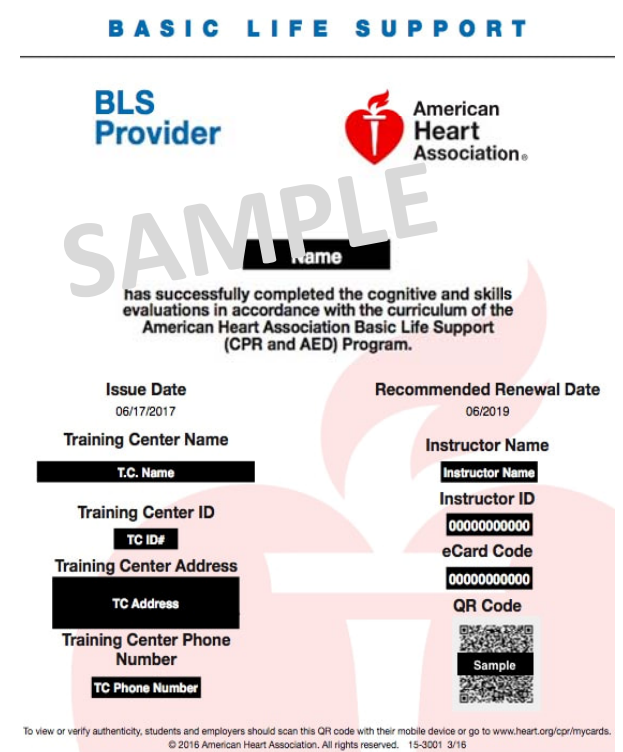 BASIC LIFE SUPPORT
BLS
Provider
American
Heart
Association®
SAMPLE
Name
has successfully completed the cognitive and skills
evaluations in accordance with the curriculum of the
American Heart Association Basic Life Support
(CPR and AED) Program.
Issue Date
06/17/2017
Training Center Name
T.C. Name
Training Center ID
TC ID#
Training Center Address
TC Address
Training Center Phone
Number
TC Phone Number
Recommended Renewal Date
06/2019
Instructor Name
Instructor Name
Instructor ID
00000000000
eCard Code
00000000000
QR Code
Sample
To view or verify authenticity, students and employers should scan this QR code with their mobile device or go to www.heart.org/cpr/mycards.
© 2016 American Heart Association. All rights reserved. 15-3001 3/16